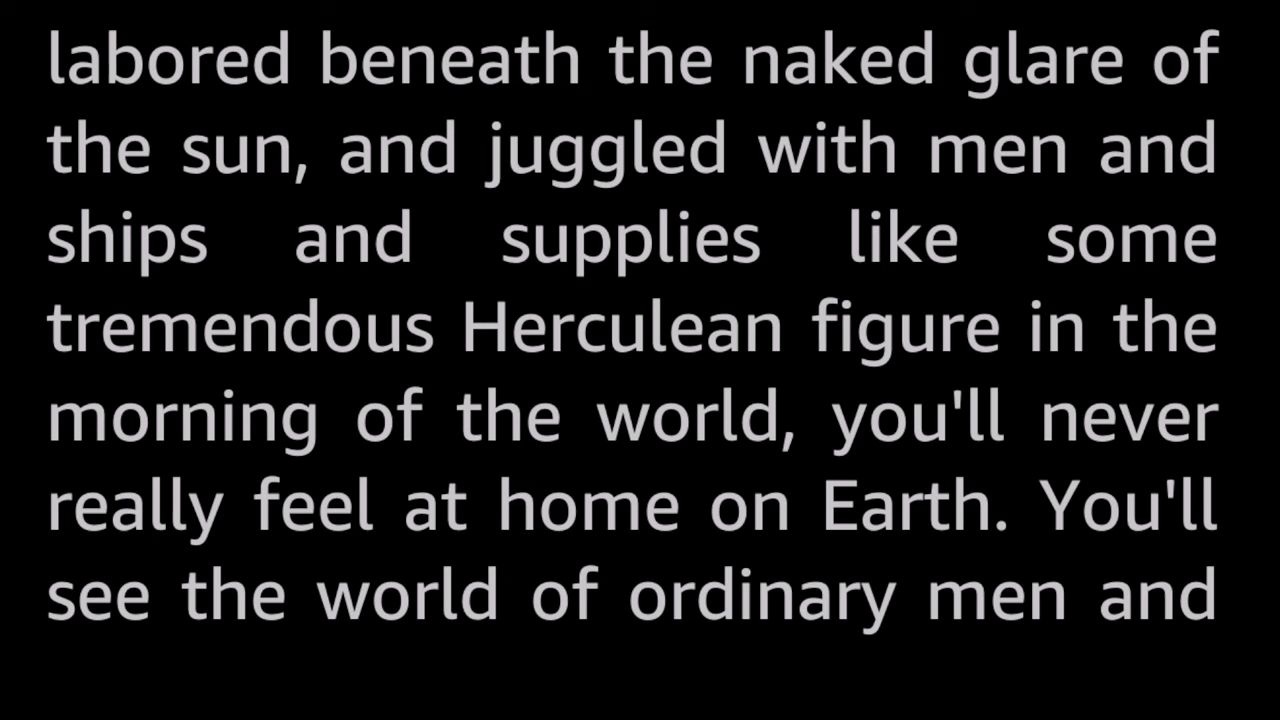 labored beneath the naked glare of
the sun, and juggled with men and
ships and supplies like some
tremendous Herculean figure in the
morning of the world, you'll never
really feel at home on Earth. You'll
see the world of ordinary men and